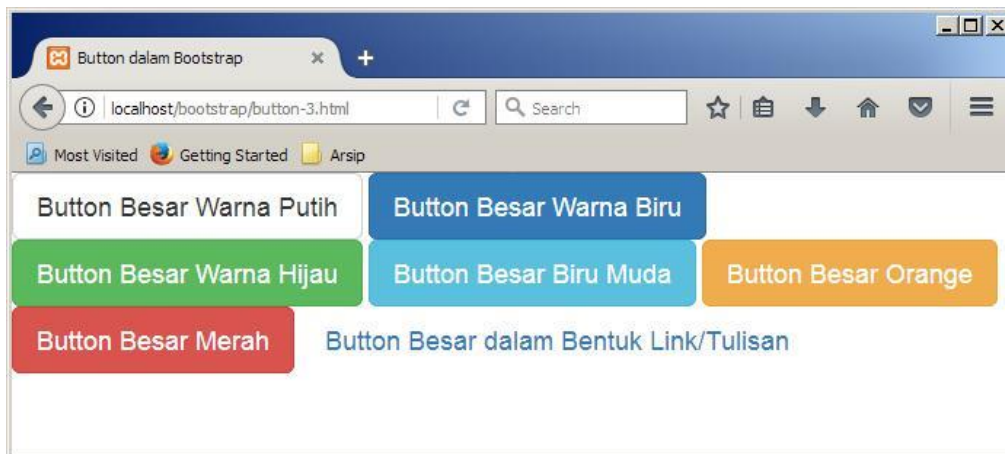 Button dalam Bootstrap
localhost/bootstrap/button-3.html
Search
Most Visited Getting Started Arsip
Button Besar Warna Putih Button Besar Warna Biru
Button Besar Warna Hijau Button Besar Biru Muda Button Besar Orange
Button Besar Merah Button Besar dalam Bentuk Link/Tulisan